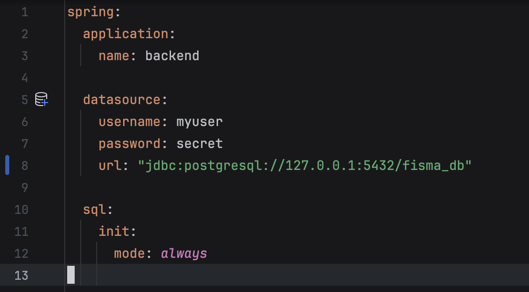 1 spring:
2   application:
3     name: backend
4
5   datasource:
6     username: myuser
7     password: secret
8     url: "jdbc:postgresql://127.0.0.1:5432/fisma_db"
9
10   sql:
11     init:
12       mode: always
13